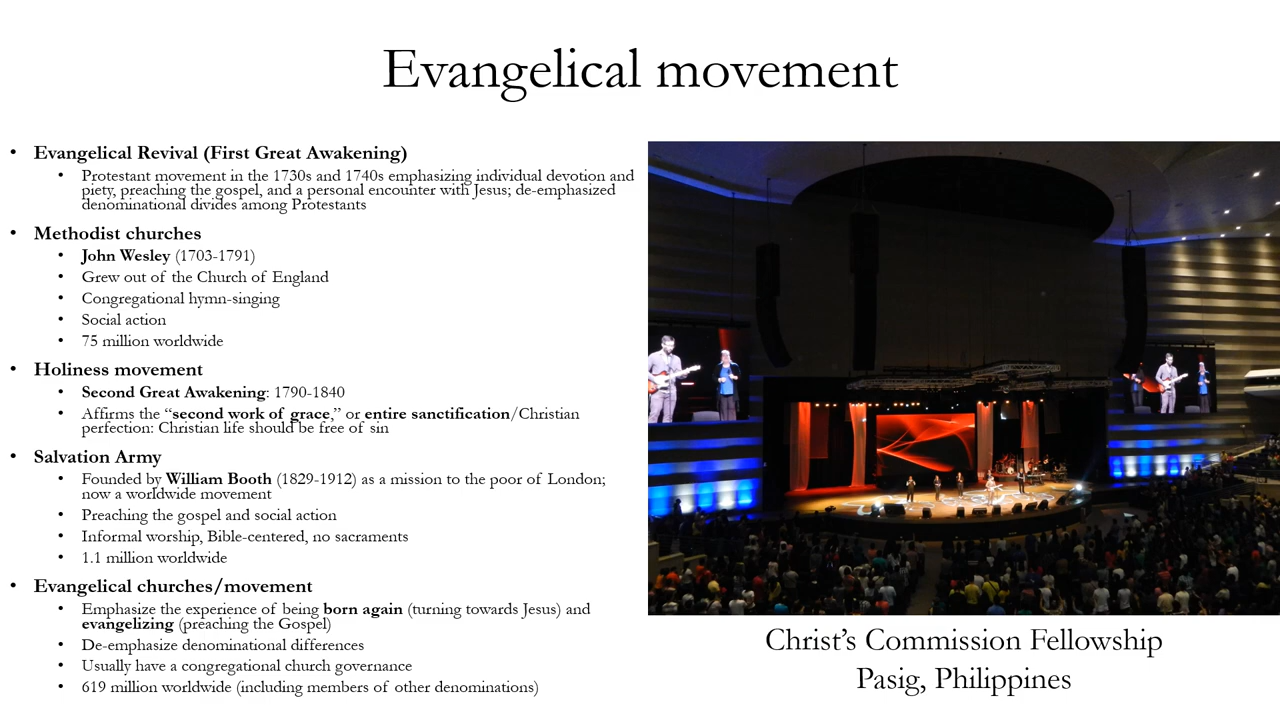 Evangelical movement
• Evangelical Revival (First Great Awakening)
• Protestant movement in the 1730s and 1740s emphasizing individual devotion and
piety, preaching the gospel, and a personal encounter with Jesus; de-emphasized
denominational divides among Protestants
• Methodist churches
• John Wesley (1703-1791)
• Grew out of the Church of England
• Congregational hymn-singing
• Social action
• 75 million worldwide
• Holiness movement
• Second Great Awakening: 1790-1840
• Affirms the “second work of grace,” or entire sanctification/Christian
perfection: Christian life should be free of sin
• Salvation Army
• Founded by William Booth (1829-1912) as a mission to the poor of London;
now a worldwide movement
• Preaching the gospel and social action
• Informal worship, Bible-centered, no sacraments
• 1.1 million worldwide
• Evangelical churches/movement
• Emphasize the experience of being born again (turning towards Jesus) and
evangelizing (preaching the Gospel)
• De-emphasize denominational differences
• Usually have a congregational church governance
• 619 million worldwide (including members of other denominations)
Christ’s Commission Fellowship
Pasig, Philippines